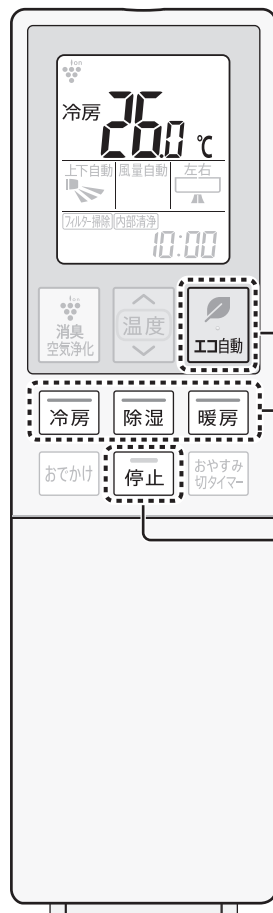 ion
冷房 26.0 ℃
上下自動 風量自動 左右
フィルター掃除 内部清浄
10:00
ion
消臭
空気浄化
温度
エコ自動
冷房 除湿 暖房
おでかけ 停止 おやすみ
切タイマー